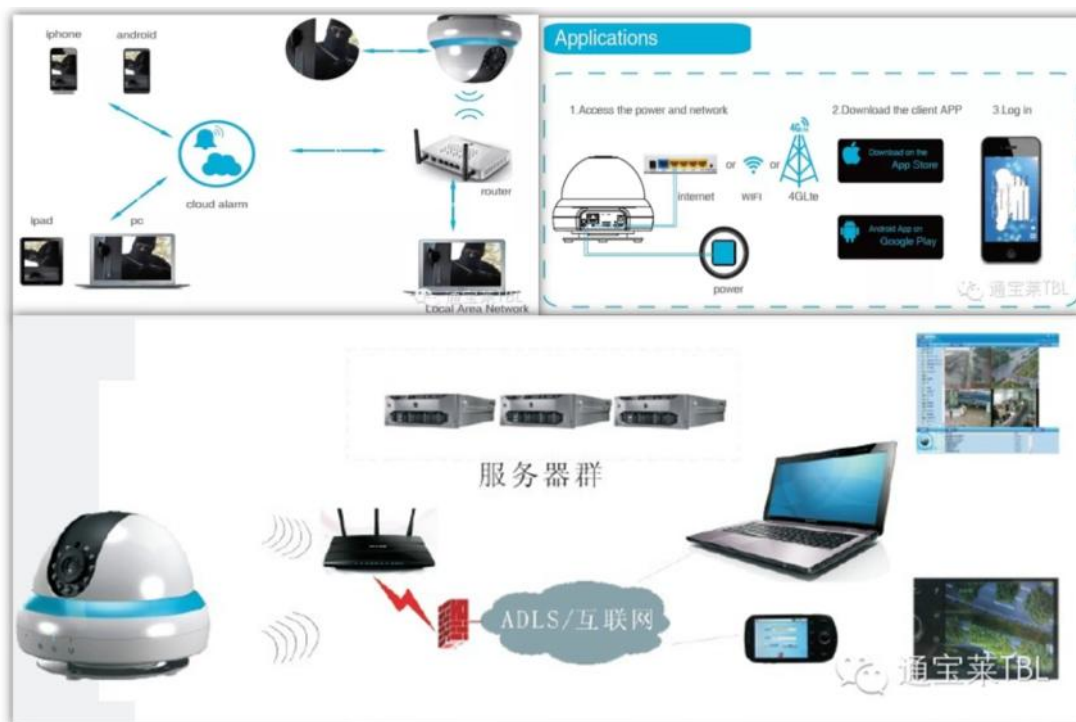 iphone
android
cloud alarm
router
ipad
pc
Local Area Network
通宝莱TBL
Applications
1.Access the power and network
2.Download the client APP
3.Log in
4G
Download on the
App Store
or
or
internet
WIFI
4GLte
Android App on
Google Play
power
通宝莱TBL
服务器群
ADLS/互联网
通宝莱TBL